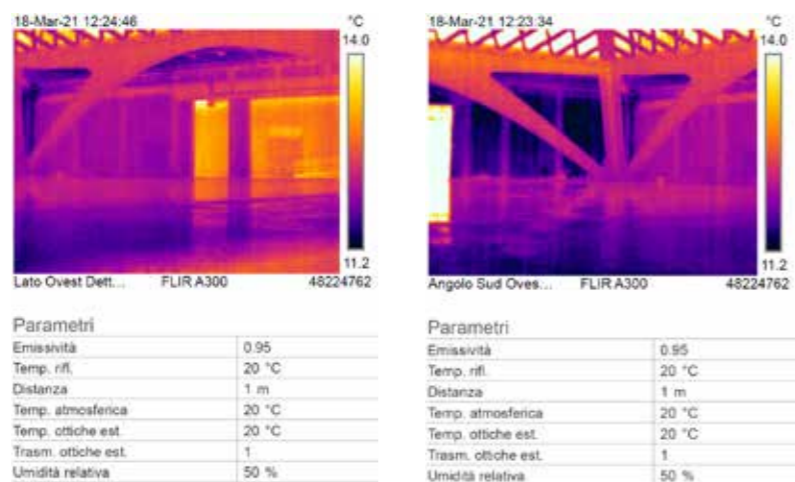 18-Mar-21 12:24:46 °C
14.0
11.2
Lato Ovest Dett... FLIR A300 48224762
Parametri
Emissività 0.95
Temp. rifl. 20 °C
Distanza 1 m
Temp. atmosferica 20 °C
Temp. ottiche est. 20 °C
Trasm. ottiche est. 1
Umidità relativa 50 %
18-Mar-21 12:23:34 °C
14.0
11.2
Angolo Sud Oves... FLIR A300 48224762
Parametri
Emissività 0.95
Temp. rifl. 20 °C
Distanza 1 m
Temp. atmosferica 20 °C
Temp. ottiche est. 20 °C
Trasm. ottiche est. 1
Umidità relativa 50 %